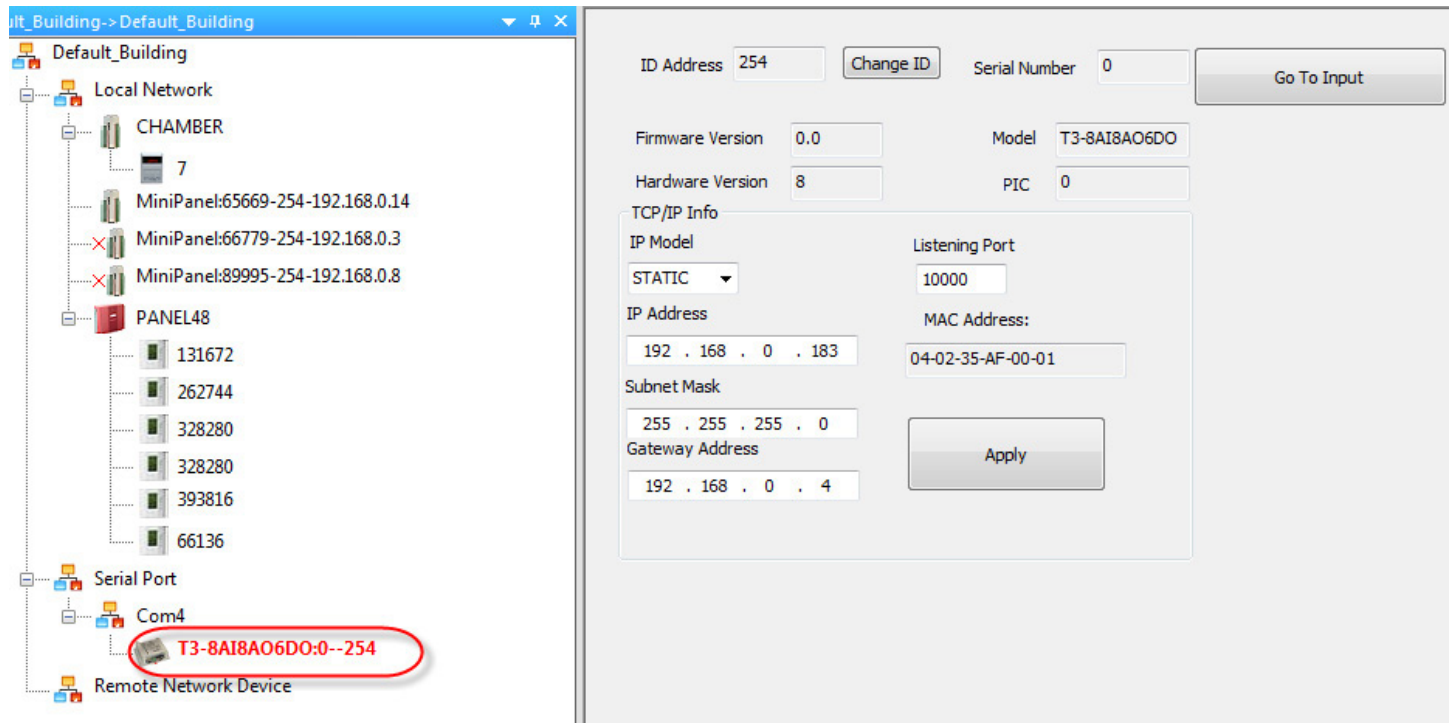 ilt_Building->Default_Building
Default_Building
Local Network
CHAMBER
7
MiniPanel:65669-254-192.168.0.14
MiniPanel:66779-254-192.168.0.3
MiniPanel:89995-254-192.168.0.8
PANEL48
131672
262744
328280
328280
393816
66136
Serial Port
Com4
T3-8AI8AO6DO:0--254
Remote Network Device
ID Address 254 Change ID Serial Number 0 Go To Input
Firmware Version 0.0 Model T3-8AI8AO6DO
Hardware Version 8 PIC 0
TCP/IP Info
IP Model Listening Port
STATIC 10000
IP Address MAC Address:
192 . 168 . 0 . 183 04-02-35-AF-00-01
Subnet Mask
255 . 255 . 255 . 0
Gateway Address Apply
192 . 168 . 0 . 4